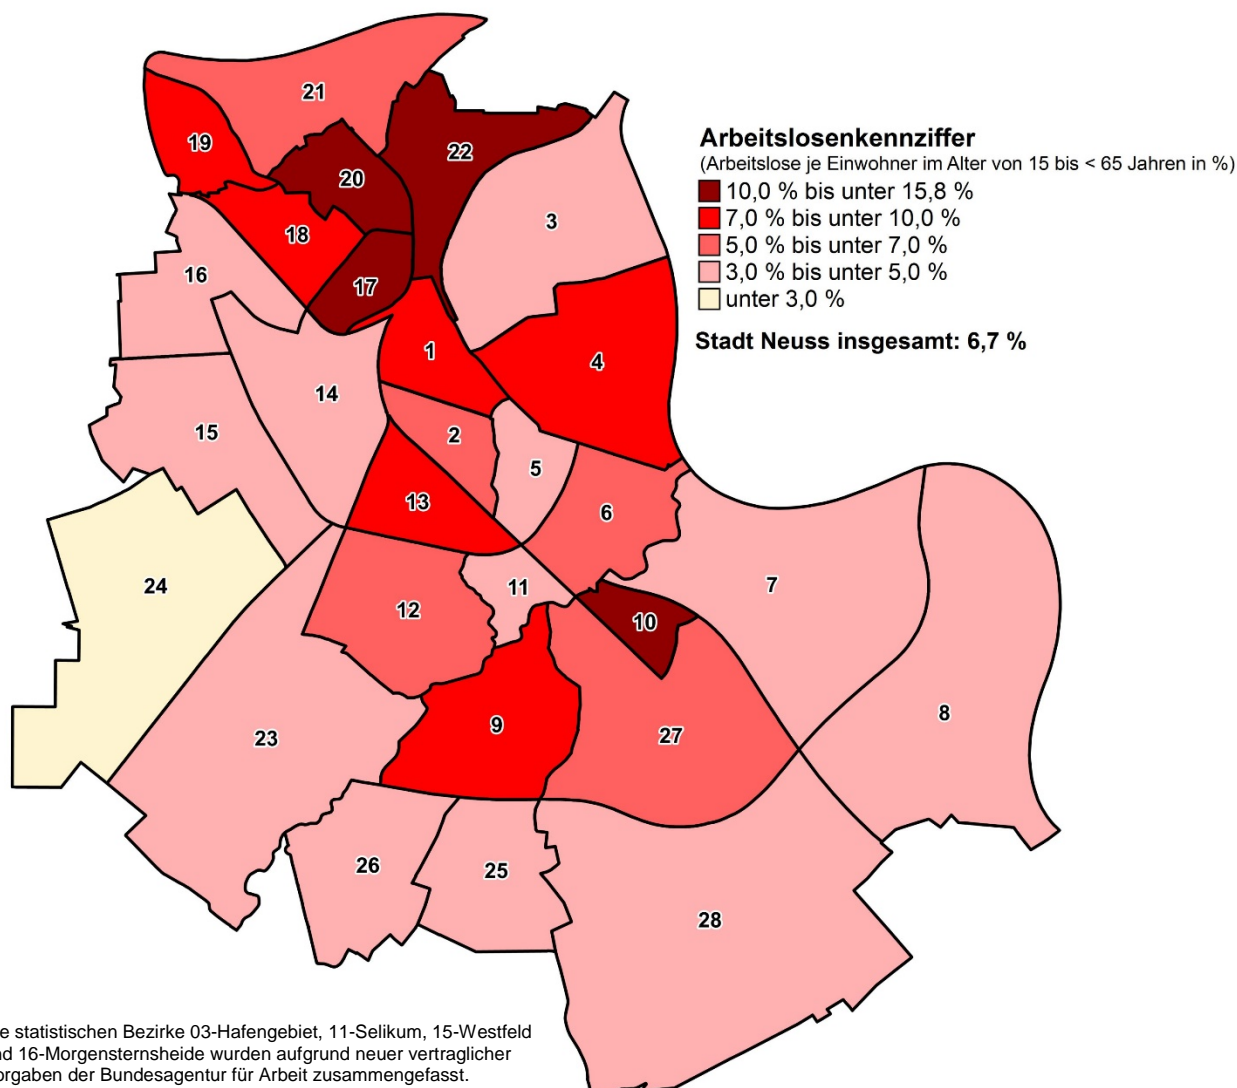 21
19
22
20
3
18
16
17
1
4
14
2
15
5
13
6
24
11
7
12
10
8
9
27
23
26
25
28
Arbeitslosenkennziffer
(Arbeitslose je Einwohner im Alter von 15 bis < 65 Jahren in %)
10,0 % bis unter 15,8 %
7,0 % bis unter 10,0 %
5,0 % bis unter 7,0 %
3,0 % bis unter 5,0 %
unter 3,0 %
Stadt Neuss insgesamt: 6,7 %
e statistischen Bezirke 03-Hafengebiet, 11-Selikum, 15-Westfeld
nd 16-Morgensternsheide wurden aufgrund neuer vertraglicher
orgaben der Bundesagentur für Arbeit zusammengefasst.